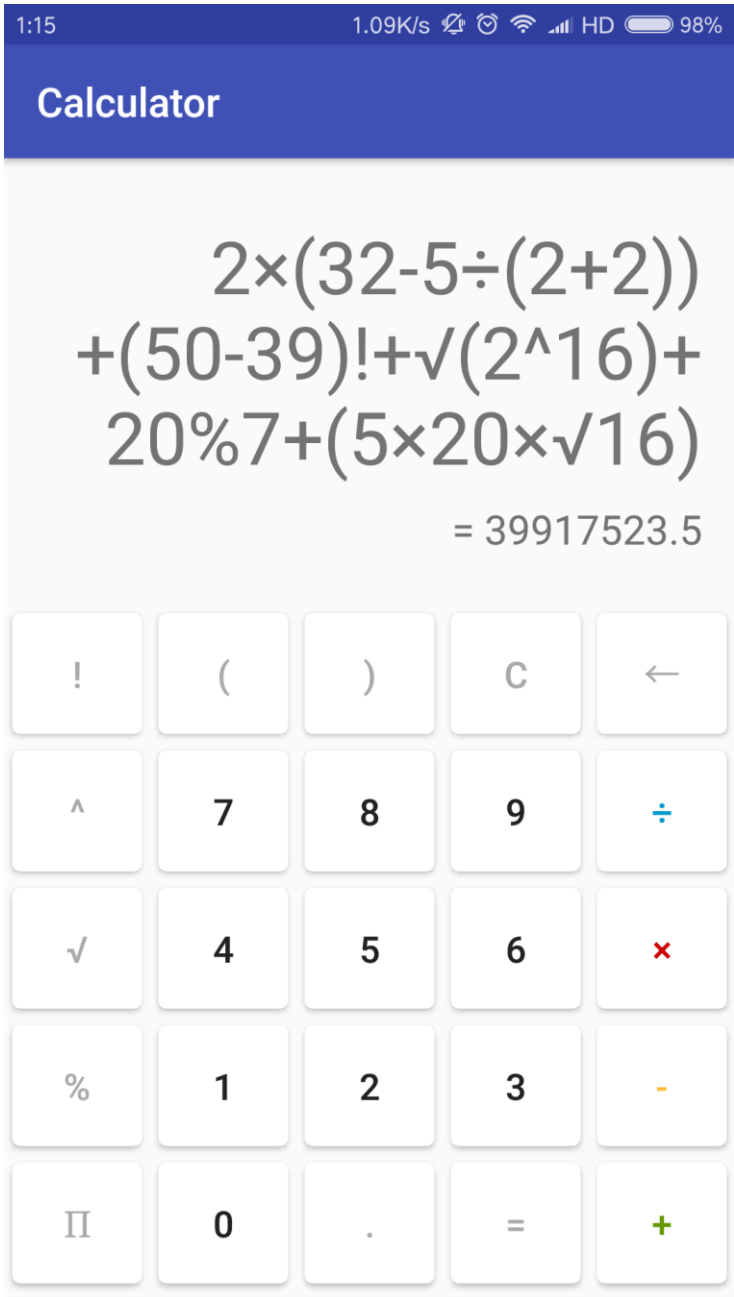 1:15 1.09K/s HD 98%
Calculator
2×(32-5÷(2+2))
+(50-39)!+√(2^16)+
20%7+(5×20×√16)
= 39917523.5
! ( ) C ←
^ 7 8 9 ÷
√ 4 5 6 ×
% 1 2 3 -
Π 0 . = +